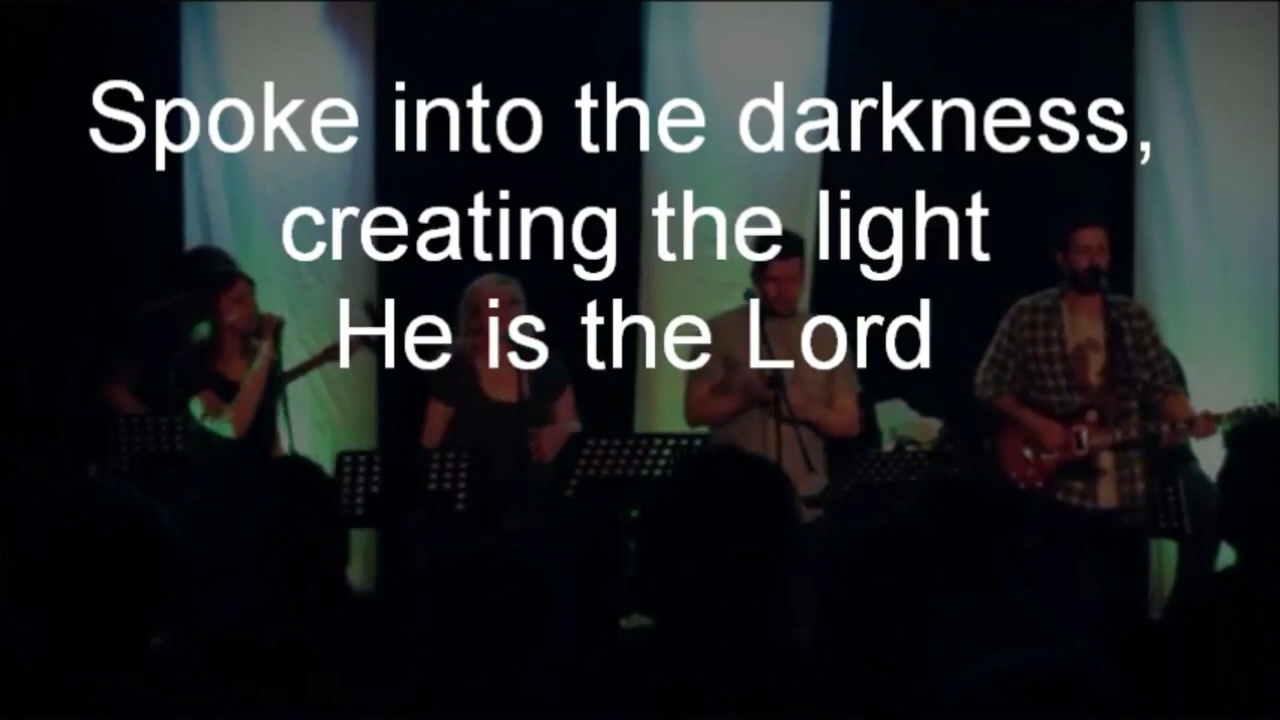 Spoke into the darkness,
creating the light
He is the Lord